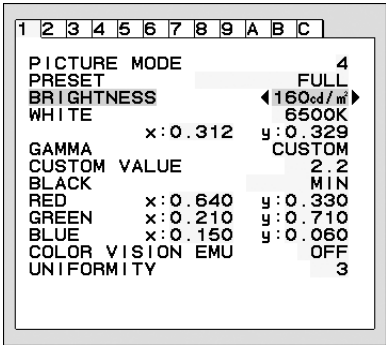 1 2 3 4 5 6 7 8 9 A B C
PICTURE MODE 4
PRESET FULL
BRIGHTNESS 160cd/㎡
WHITE 6500K
x:0.312 y:0.329
GAMMA CUSTOM
CUSTOM VALUE 2.2
BLACK MIN
RED x:0.640 y:0.330
GREEN x:0.210 y:0.710
BLUE x:0.150 y:0.060
COLOR VISION EMU OFF
UNIFORMITY 3